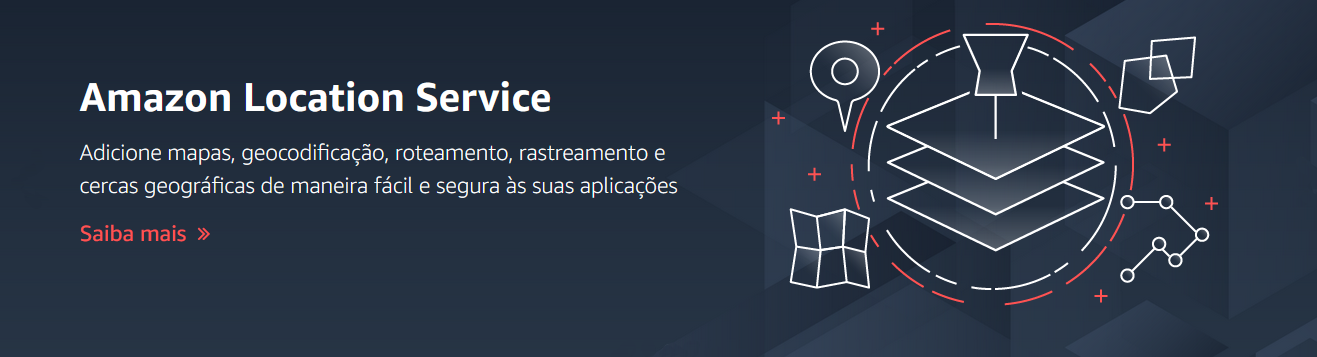 Amazon Location Service
Adicione mapas, geocodificação, roteamento, rastreamento e
cercas geográficas de maneira fácil e segura às suas aplicações
Saiba mais »